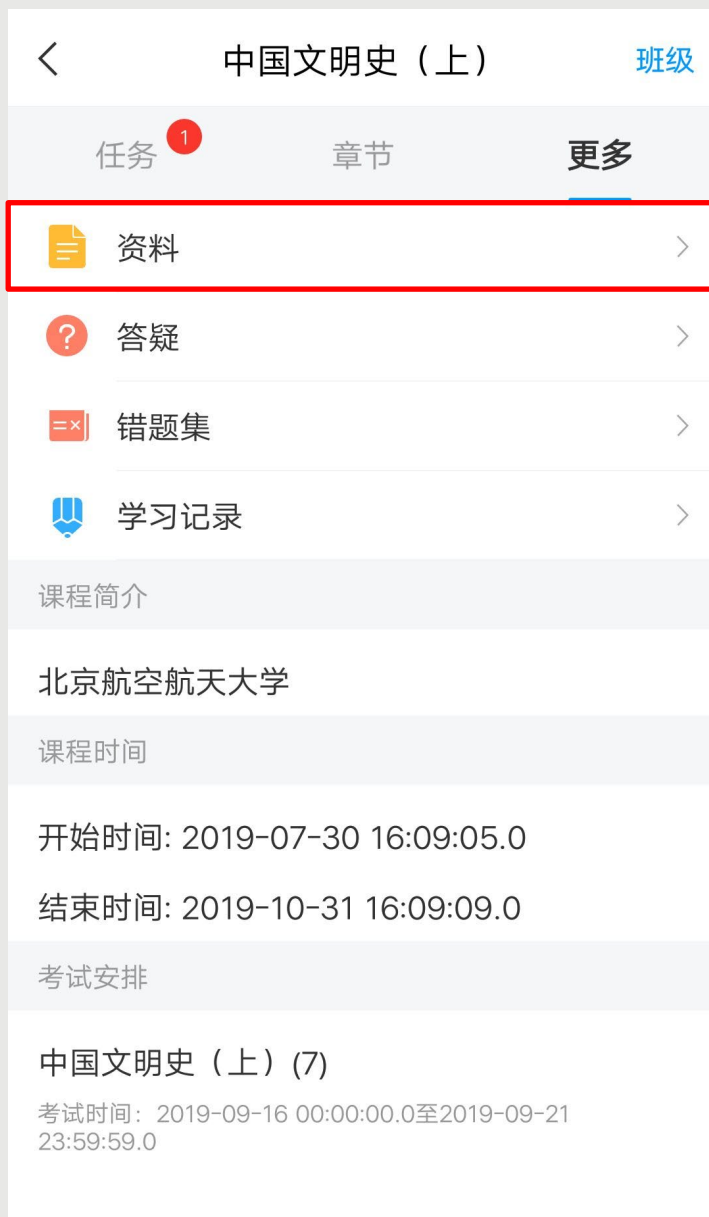 中国文明史（上）
班级
任务
1
章节
更多
资料
答疑
错题集
学习记录
课程简介
北京航空航天大学
课程时间
开始时间: 2019-07-30 16:09:05.0
结束时间: 2019-10-31 16:09:09.0
考试安排
中国文明史（上）(7)
考试时间：2019-09-16 00:00:00.0至2019-09-21
23:59:59.0